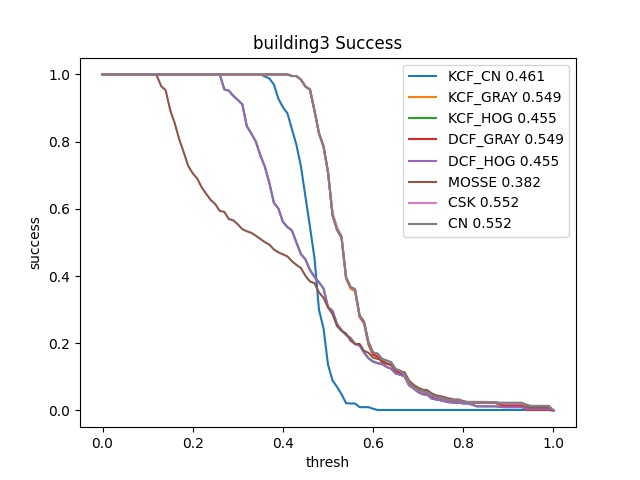 building3 Success
success
1.0
0.8
0.6
0.4
0.2
0.0
KCF_CN 0.461
KCF_GRAY 0.549
KCF_HOG 0.455
DCF_GRAY 0.549
DCF_HOG 0.455
MOSSE 0.382
CSK 0.552
CN 0.552
0.0 0.2 0.4 0.6 0.8 1.0
thresh